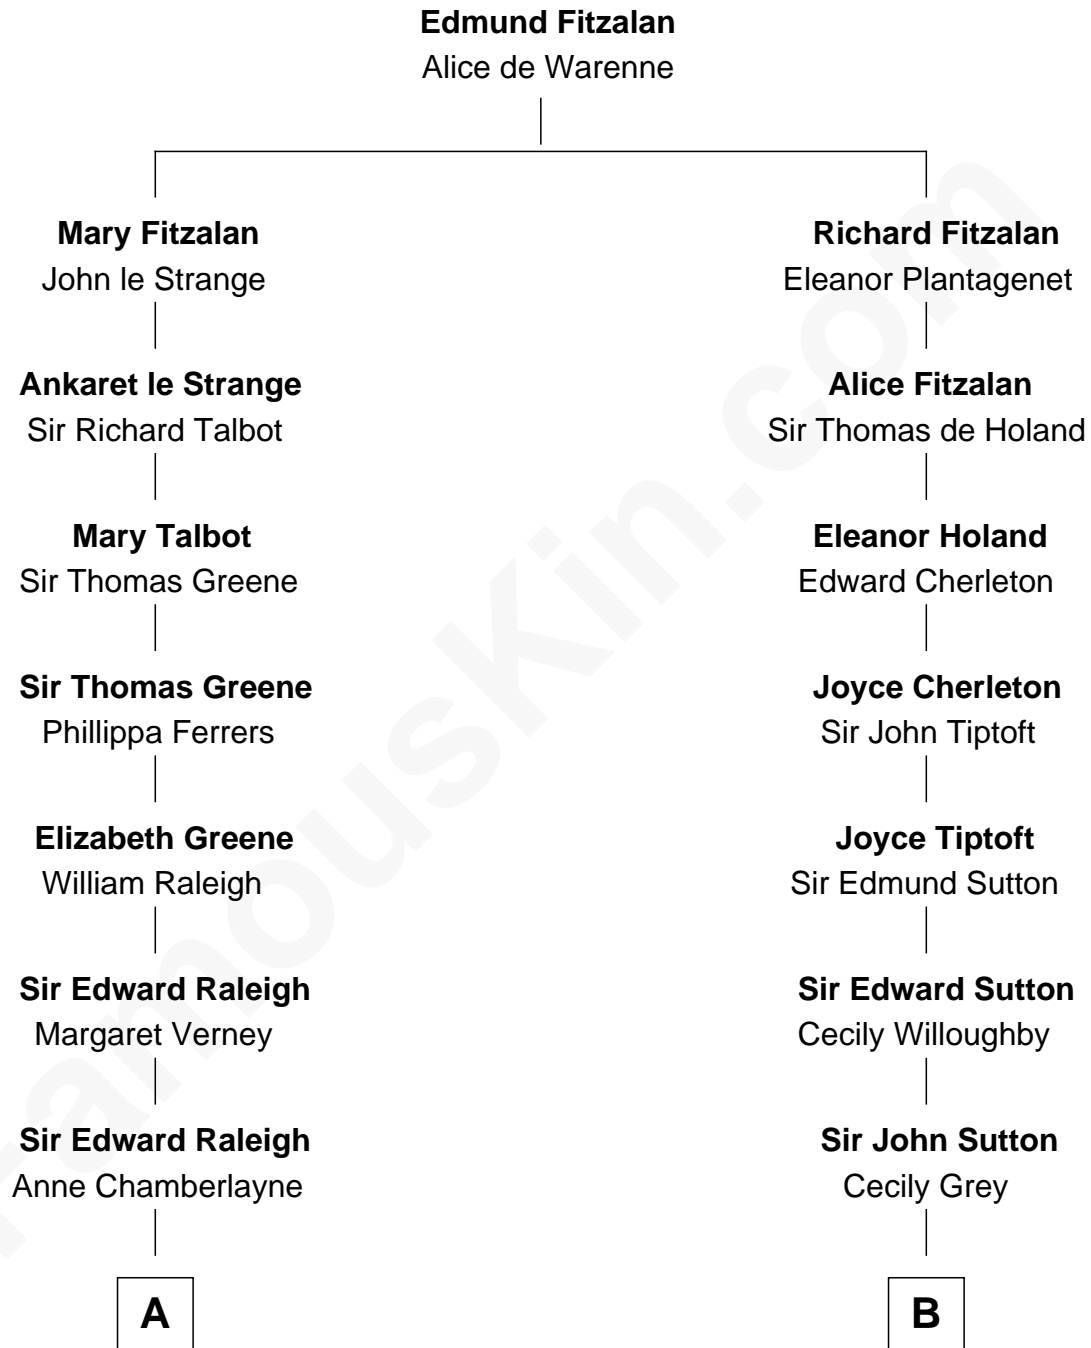 Edmund Fitzalan
Alice de Warenne
Mary Fitzalan
John le Strange
Richard Fitzalan
Eleanor Plantagenet
Ankaret le Strange
Sir Richard Talbot
Alice Fitzalan
Sir Thomas de Holand
Mary Talbot
Sir Thomas Greene
Eleanor Holand
Edward Cherleton
Sir Thomas Greene
Phillippa Ferrers
Joyce Cherleton
Sir John Tiptoft
Elizabeth Greene
William Raleigh
Joyce Tiptoft
Sir Edmund Sutton
Sir Edward Raleigh
Margaret Verney
Sir Edward Sutton
Cecily Willoughby
Sir Edward Raleigh
Anne Chamberlayne
Sir John Sutton
Cecily Grey
A
B
FamousKin.com